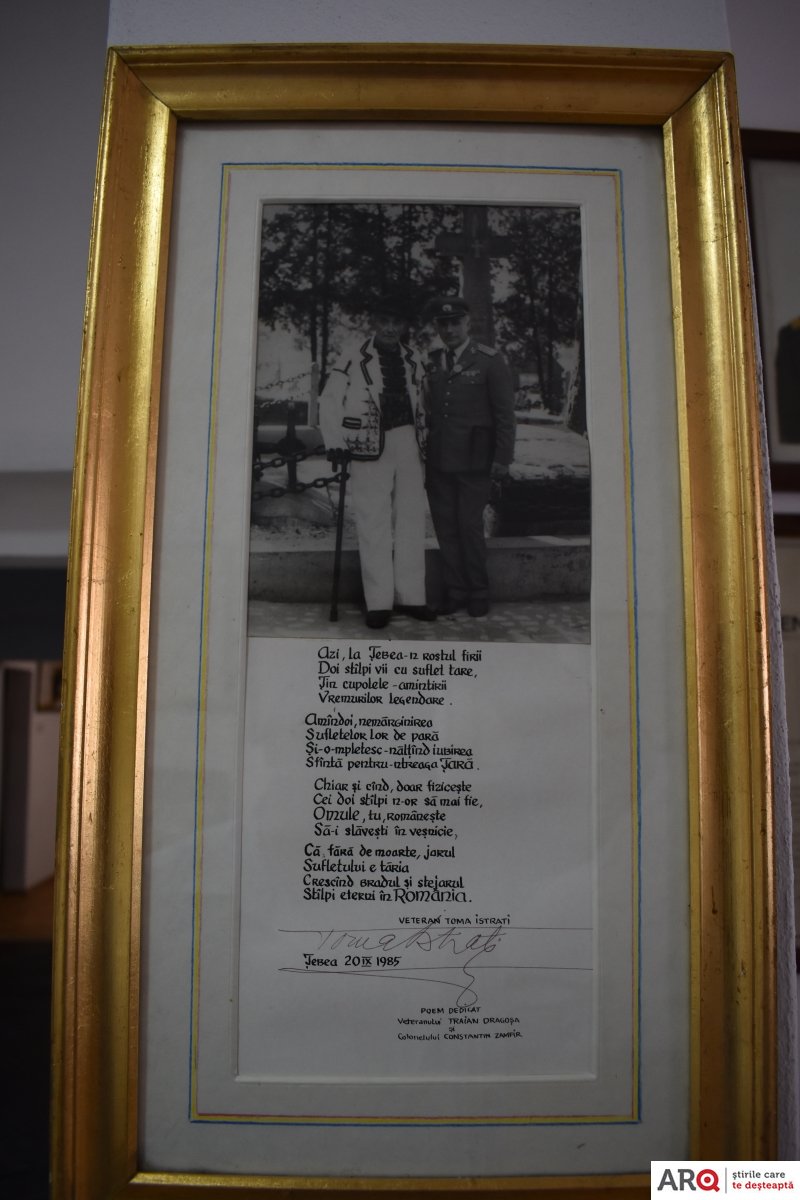 Azi, la Țebea-n rostul firii
Doi stîlpi vii cu suflet tare,
Țin cupolele-amintirii
Vremurilor legendare.
Amîndoi, nemărginirea
Sufletelor lor de pară
Și-o-mpletesc-nălțînd iubirea
Sfîntă pentru-ntreaga Țară.
Chiar și cînd, doar fizicește
Cei doi stîlpi n-or să mai fie,
Omule, tu, românește
Să-i slăvești în veșnicie,
Că, fără de moarte, jarul
Sufletului e tăria
Crescînd bradul și stejarul
Stîlpi eterni în România.
VETERAN TOMA ISTRATI
Toma Istrati
Țebea 20 IX 1985
POEM DEDICAT
Veteranului TRAIAN DRAGOȘA
și
Colonelului CONSTANTIN ZAMFIR
ARQ
știrile care
te deșteaptă